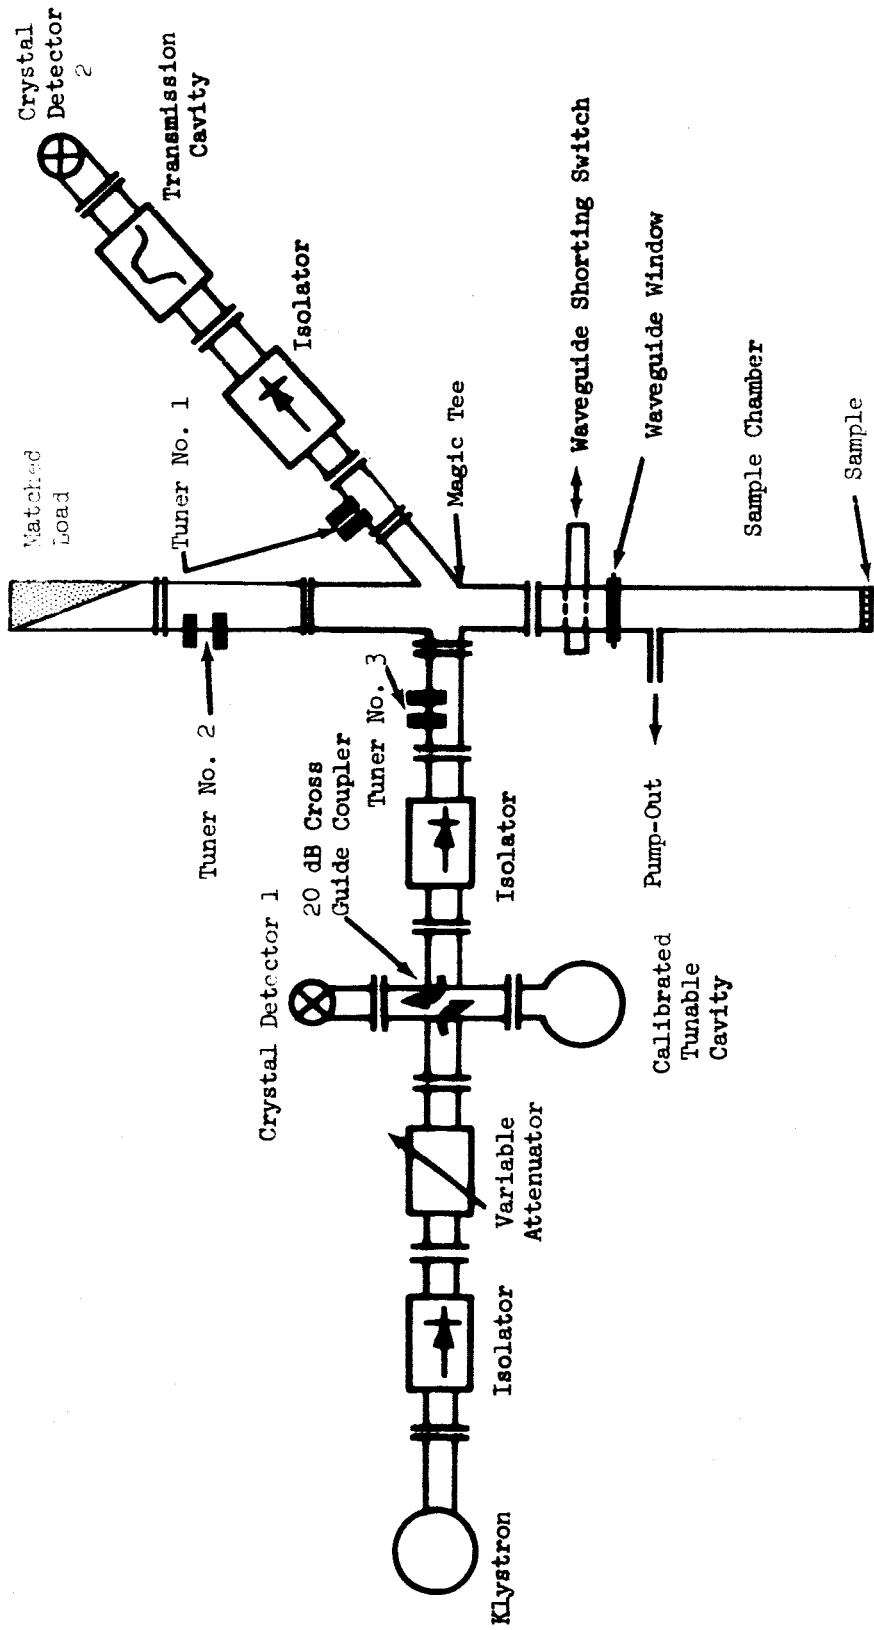 Crystal
Detector
2
Transmission
Cavity
Isolator
Matched
Load
Tuner No. 1
Magic Tee
Waveguide Shorting Switch
Waveguide Window
Sample Chamber
Sample
Tuner No. 2
Tuner No. 3
20 dB Cross
Guide Coupler
Isolator
Pump-Out
Crystal Detector 1
Calibrated
Tunable
Cavity
Variable
Attenuator
Isolator
Klystron